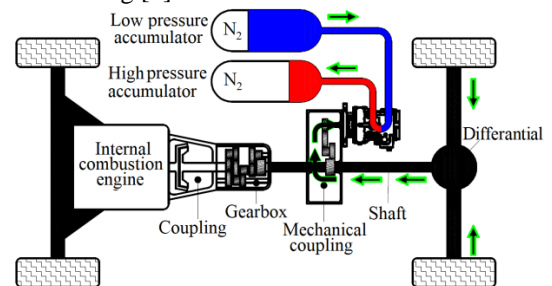 g [
Low pressure
accumulator
N2
High pressure
accumulator
N2
Internal
combustion
engine
Differential
Coupling
Gearbox
Mechanical
coupling
Shaft